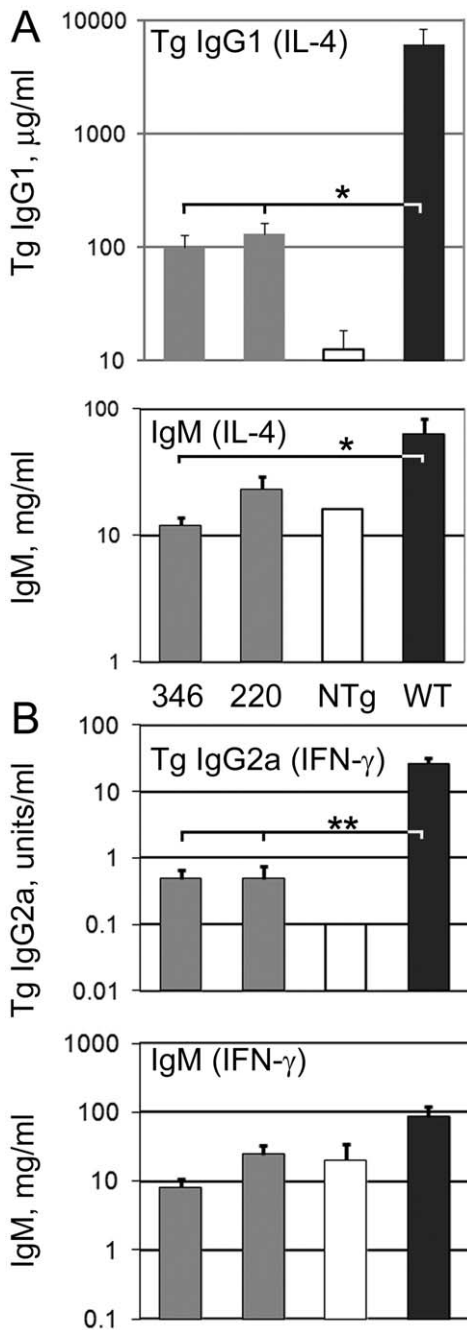 A
Tg IgG1 (IL-4)
Tg IgG1, µg/ml
10000
1000
100
10
*
IgM (IL-4)
IgM, mg/ml
100
10
1
*
346 220 NTg WT
B
Tg IgG2a (IFN-γ)
Tg IgG2a, units/ml
100
10
1
0.1
0.01
**
IgM (IFN-γ)
IgM, mg/ml
1000
100
10
1
0.1